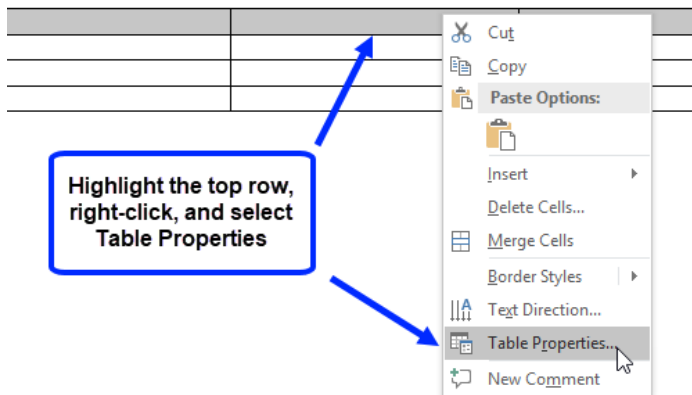 Cut
Copy
Paste Options:
Insert
Delete Cells...
Merge Cells
Border Styles
Text Direction...
Table Properties...
New Comment
Highlight the top row,
right-click, and select
Table Properties